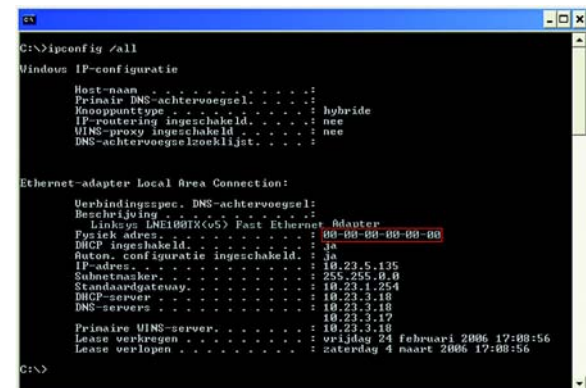 C:\>ipconfig /all
Windows IP-configuratie
Host-naam . . . . . . . . . . . . :
Primair DNS-achtervoegsel. . . . . :
Knooppunttype . . . . . . . . . . : hybride
IP-routering ingeschakeld. . . . . : nee
WINS-proxy ingeschakeld . . . . . : nee
DNS-achtervoegselzoeklijst. . . . :
Ethernet-adapter Local Area Connection:
Verbindingsspec. DNS-achtervoegsel:
Beschrijving . . . . . . . . . . . :
Linksys LNE100TX(v5) Fast Ethernet Adapter
Fysiek adres. . . . . . . . . . . : 00-00-00-00-00-00
DHCP ingeshakeld. . . . . . . . . : ja
Autom. configuratie ingeschakeld. : ja
IP-adres. . . . . . . . . . . . . : 10.23.5.135
Subnetmasker. . . . . . . . . . . : 255.255.0.0
Standaardgateway. . . . . . . . . : 10.23.1.254
DHCP-server . . . . . . . . . . . : 10.23.3.18
DNS-servers . . . . . . . . . . . : 10.23.3.18
10.23.3.17
Primaire WINS-server. . . . . . . : 10.23.3.18
Lease verkregen . . . . . . . . . : vrijdag 24 februari 2006 17:08:56
Lease verlopen . . . . . . . . . . : zaterdag 4 maart 2006 17:08:56
C:\>